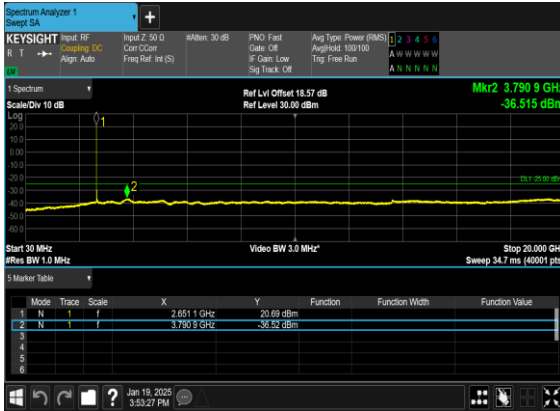 Spectrum Analyzer 1
Swept SA
+
KEYSIGHT Input: RF Input Z: 50 Ω #Atten: 30 dB PNO: Fast Avg Type: Power (RMS) 1 2 3 4 5 6
R T Coupling: DC Corr CCorr Gate: Off Avg|Hold: 100/100 A W W W W W
Align: Auto Freq Ref: Int (S) IF Gain: Low Trig: Free Run
LXI Sig Track: Off A N N N N N
1 Spectrum Ref Lvl Offset 18.57 dB Mkr2 3.790 9 GHz
Scale/Div 10 dB Ref Level 30.00 dBm -36.515 dBm
Log
20.0
10.0
0.00
-10.0
-20.0
-30.0
-40.0
-50.0
-60.0
1
2
DL1 -25.00 dBm
Start 30 MHz Video BW 3.0 MHz* Stop 20.000 GHz
#Res BW 1.0 MHz Sweep 34.7 ms (40001 pts)
5 Marker Table
Mode Trace Scale X Y Function Function Width Function Value
1 N 1 f 2.651 1 GHz 20.69 dBm
2 N 1 f 3.790 9 GHz -36.52 dBm
3
4
5
6
? Jan 19, 2025
3:53:27 PM